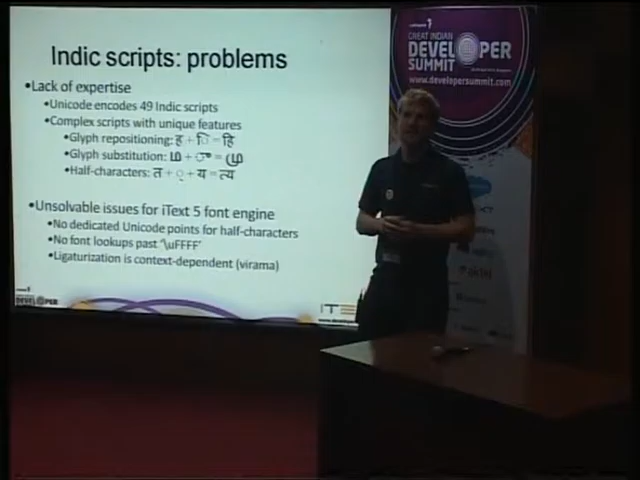 Indic scripts: problems
•Lack of expertise
•Unicode encodes 49 Indic scripts
•Complex scripts with unique features
•Glyph repositioning: ह + ि = हि
•Glyph substitution: ம + ு = மு
•Half-characters: त + ् + य = त्य
•Unsolvable issues for iText 5 font engine
•No dedicated Unicode points for half-characters
•No font lookups past '\uFFFF'
•Ligaturization is context-dependent (virama)
GREAT INDIAN
DEVELOPER
SUMMIT
www.developersummit.com